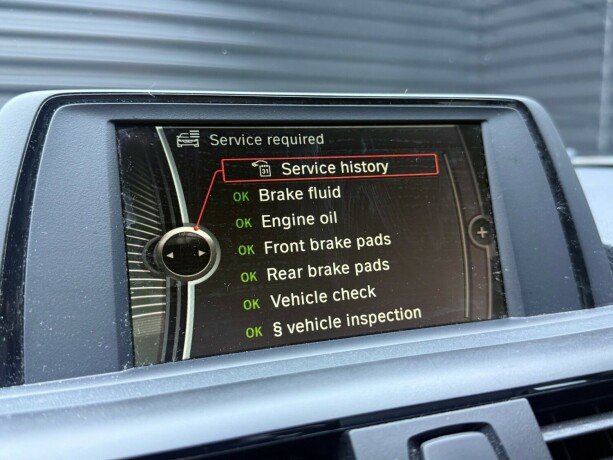 Service required
31 Service history
OK Brake fluid
OK Engine oil
OK Front brake pads
OK Rear brake pads
OK Vehicle check
OK § vehicle inspection